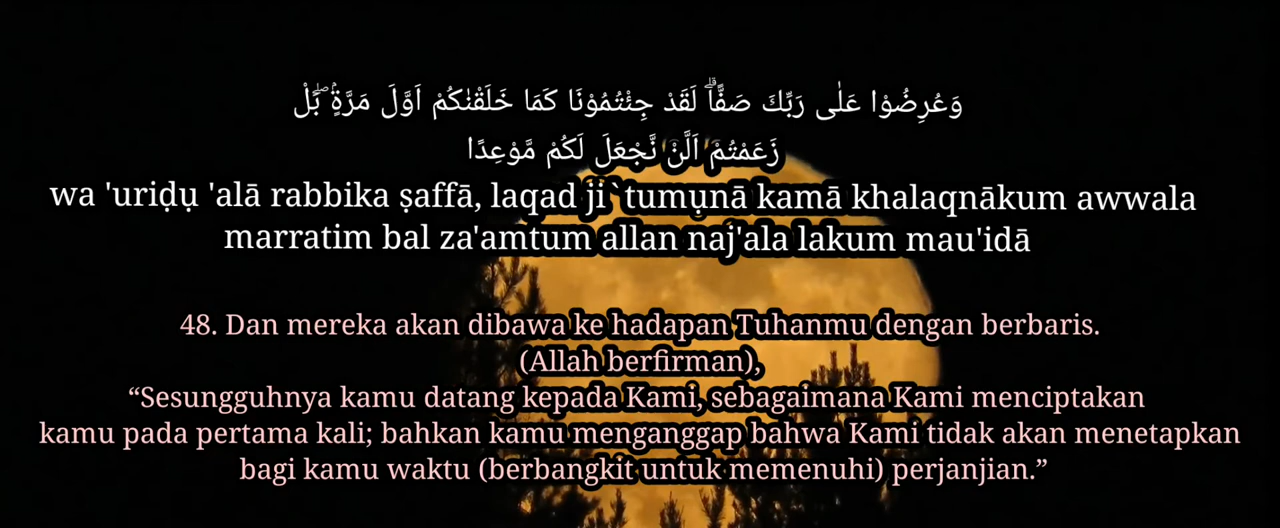 وَعُرِضُوْا عَلٰى رَبِّكَ صَفًّاۗ لَقَدْ جِئْتُمُوْنَا كَمَا خَلَقْنٰكُمْ اَوَّلَ مَرَّةٍۢ ۖبَلْ
زَعَمْتُمْ اَلَّنْ نَّجْعَلَ لَكُمْ مَّوْعِدًا
wa 'uriḍụ 'alā rabbika ṣaffā, laqad ji`tumụnā kamā khalaqnākum awwala
marratim bal za'amtum allan naj'ala lakum mau'idā
48. Dan mereka akan dibawa ke hadapan Tuhanmu dengan berbaris.
(Allah berfirman),
“Sesungguhnya kamu datang kepada Kami, sebagaimana Kami menciptakan
kamu pada pertama kali; bahkan kamu menganggap bahwa Kami tidak akan menetapkan
bagi kamu waktu (berbangkit untuk memenuhi) perjanjian.”